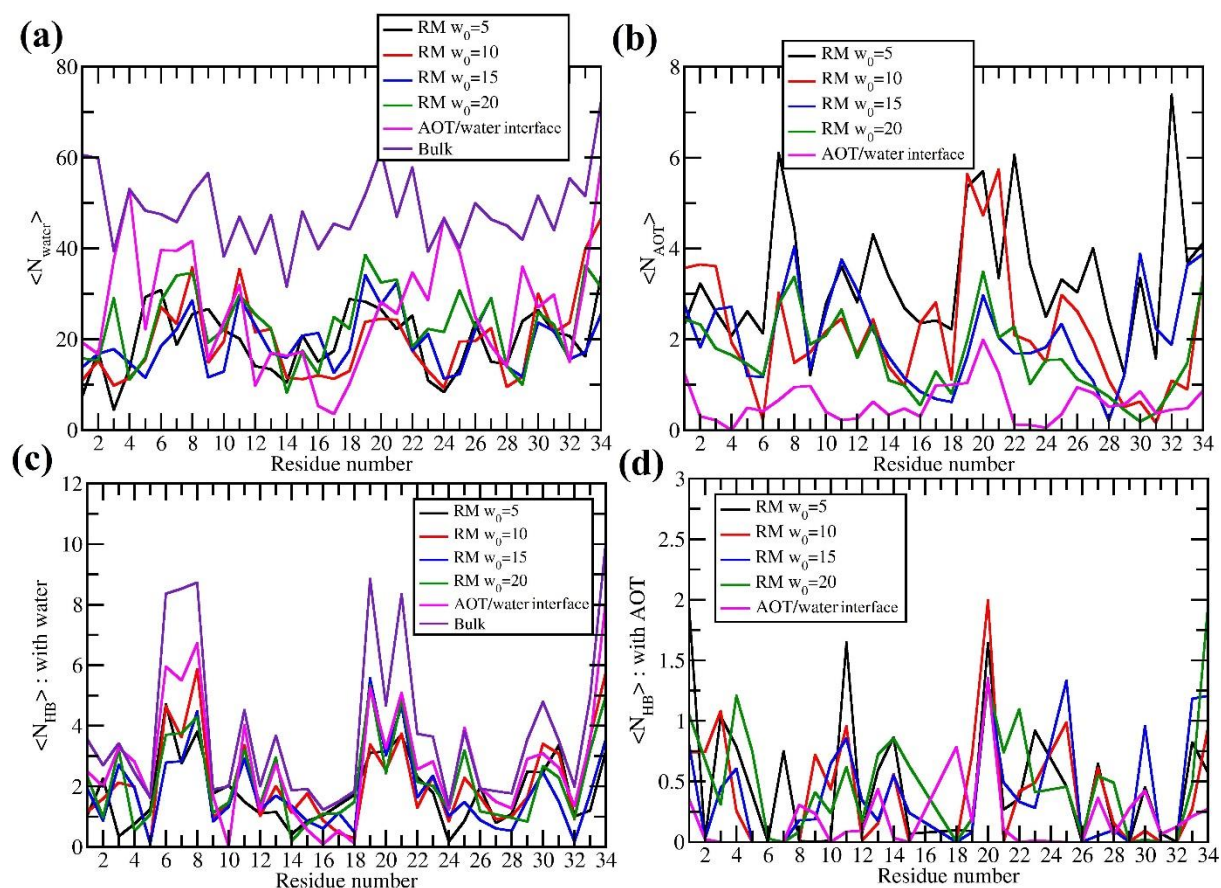 (a)
RM w0=5
RM w0=10
RM w0=15
RM w0=20
AOT/water interface
Bulk
<Nwater>
80
60
40
20
0
2 4 6 8 10 12 14 16 18 20 22 24 26 28 30 32 34
Residue number
(b)
RM w0=5
RM w0=10
RM w0=15
RM w0=20
AOT/water interface
<NAOT>
8
6
4
2
0
2 4 6 8 10 12 14 16 18 20 22 24 26 28 30 32 34
Residue number
(c)
RM w0=5
RM w0=10
RM w0=15
RM w0=20
AOT/water interface
Bulk
<NHB> : with water
12
10
8
6
4
2
0
2 4 6 8 10 12 14 16 18 20 22 24 26 28 30 32 34
Residue number
(d)
RM w0=5
RM w0=10
RM w0=15
RM w0=20
AOT/water interface
<NHB> : with AOT
3
2.5
2
1.5
1
0.5
0
2 4 6 8 10 12 14 16 18 20 22 24 26 28 30 32 34
Residue number